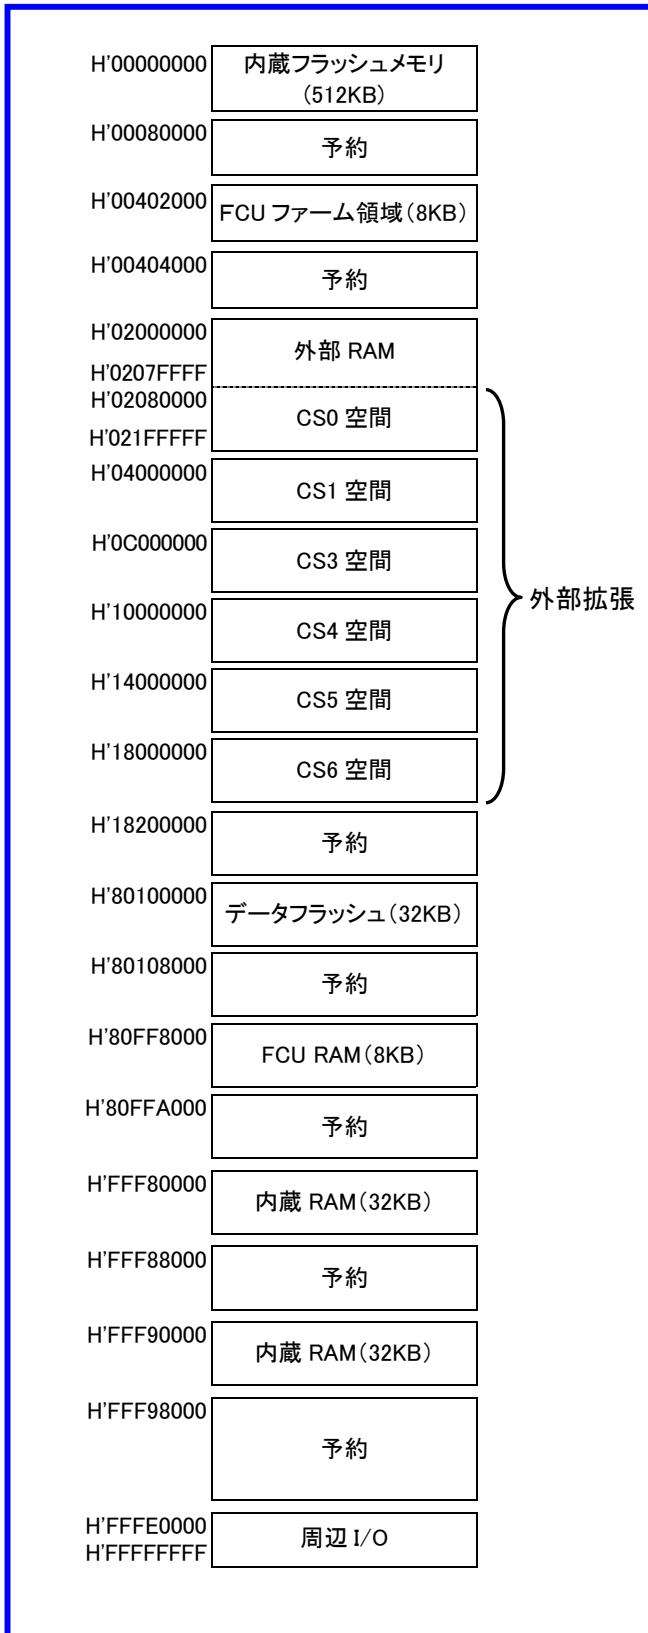 H'00000000
内蔵フラッシュメモリ
(512KB)
H'00080000
予約
H'00402000
FCU ファーム領域(8KB)
H'00404000
予約
H'02000000
外部 RAM
H'0207FFFF
H'02080000
CS0 空間
H'021FFFFF
H'04000000
CS1 空間
H'0C000000
CS3 空間
H'10000000
CS4 空間
H'14000000
CS5 空間
H'18000000
CS6 空間
外部拡張
H'18200000
予約
H'80100000
データフラッシュ(32KB)
H'80108000
予約
H'80FF8000
FCU RAM(8KB)
H'80FFA000
予約
H'FFF80000
内蔵 RAM(32KB)
H'FFF88000
予約
H'FFF90000
内蔵 RAM(32KB)
H'FFF98000
予約
H'FFFE0000
周辺 I/O
H'FFFFFFFF